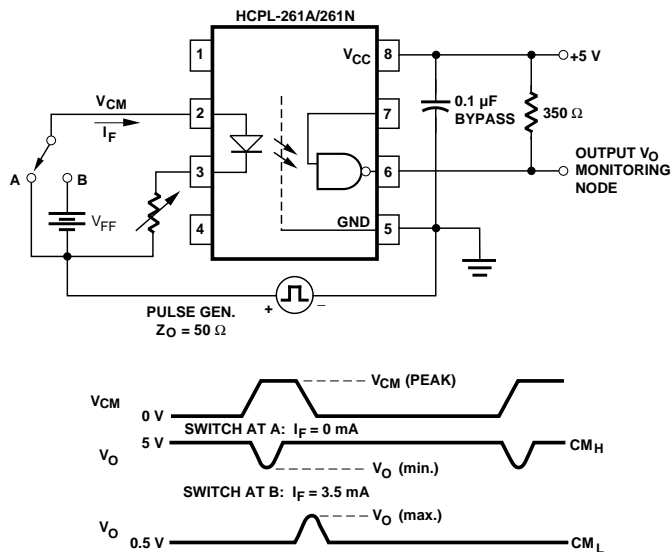 HCPL-261A/261N
1
VCC
8
+5 V
VCM
IF
2
7
0.1 µF
BYPASS
350 Ω
3
6
OUTPUT VO
MONITORING
NODE
A
B
VFF
4
GND
5
PULSE GEN.
ZO = 50 Ω
+
−
VCM
VCM (PEAK)
0 V
SWITCH AT A: IF = 0 mA
VO
5 V
CMH
VO (min.)
SWITCH AT B: IF = 3.5 mA
VO (max.)
VO
0.5 V
CML